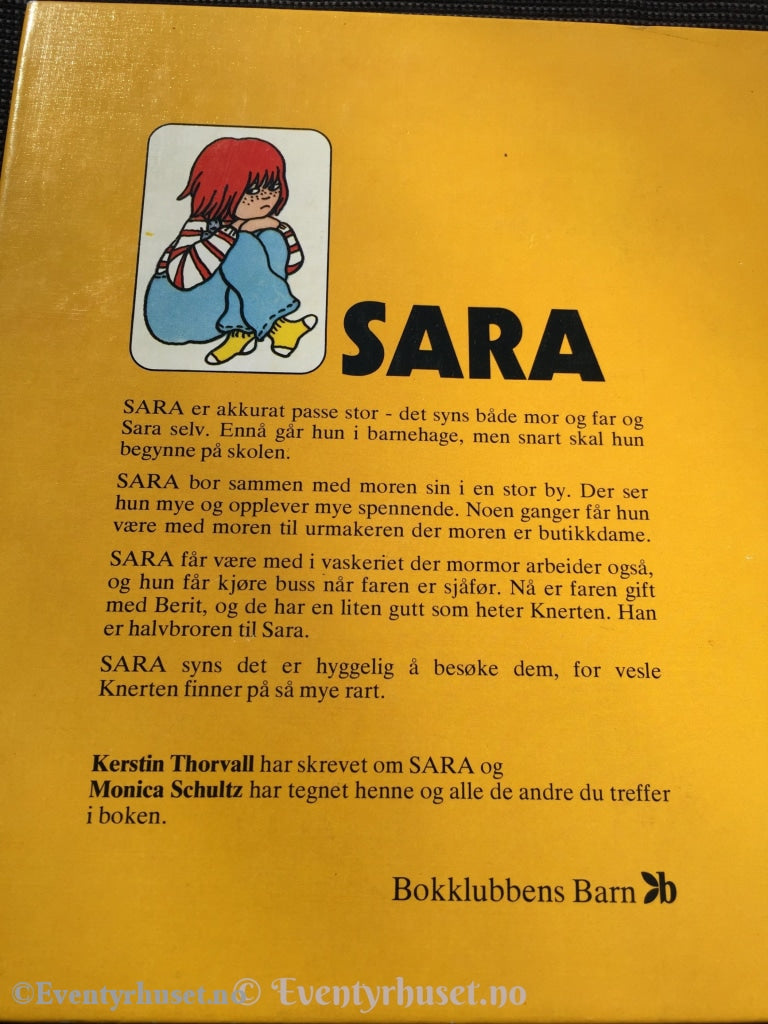 SARA
SARA er akkurat passe stor - det syns både mor og far og
Sara selv. Ennå går hun i barnehage, men snart skal hun
begynne på skolen.
SARA bor sammen med moren sin i en stor by. Der ser
hun mye og opplever mye spennende. Noen ganger får hun
være med moren til urmakeren der moren er butikkdame.
SARA får være med i vaskeriet der mormor arbeider også,
og hun får kjøre buss når faren er sjåfør. Nå er faren gift
med Berit, og de har en liten gutt som heter Knerten. Han
er halvbroren til Sara.
SARA syns det er hyggelig å besøke dem, for vesle
Knerten finner på så mye rart.
Kerstin Thorvall har skrevet om SARA og
Monica Schultz har tegnet henne og alle de andre du treffer
i boken.
Bokklubbens Barn b
©Eventyrhuset.no © Eventyrhuset.no